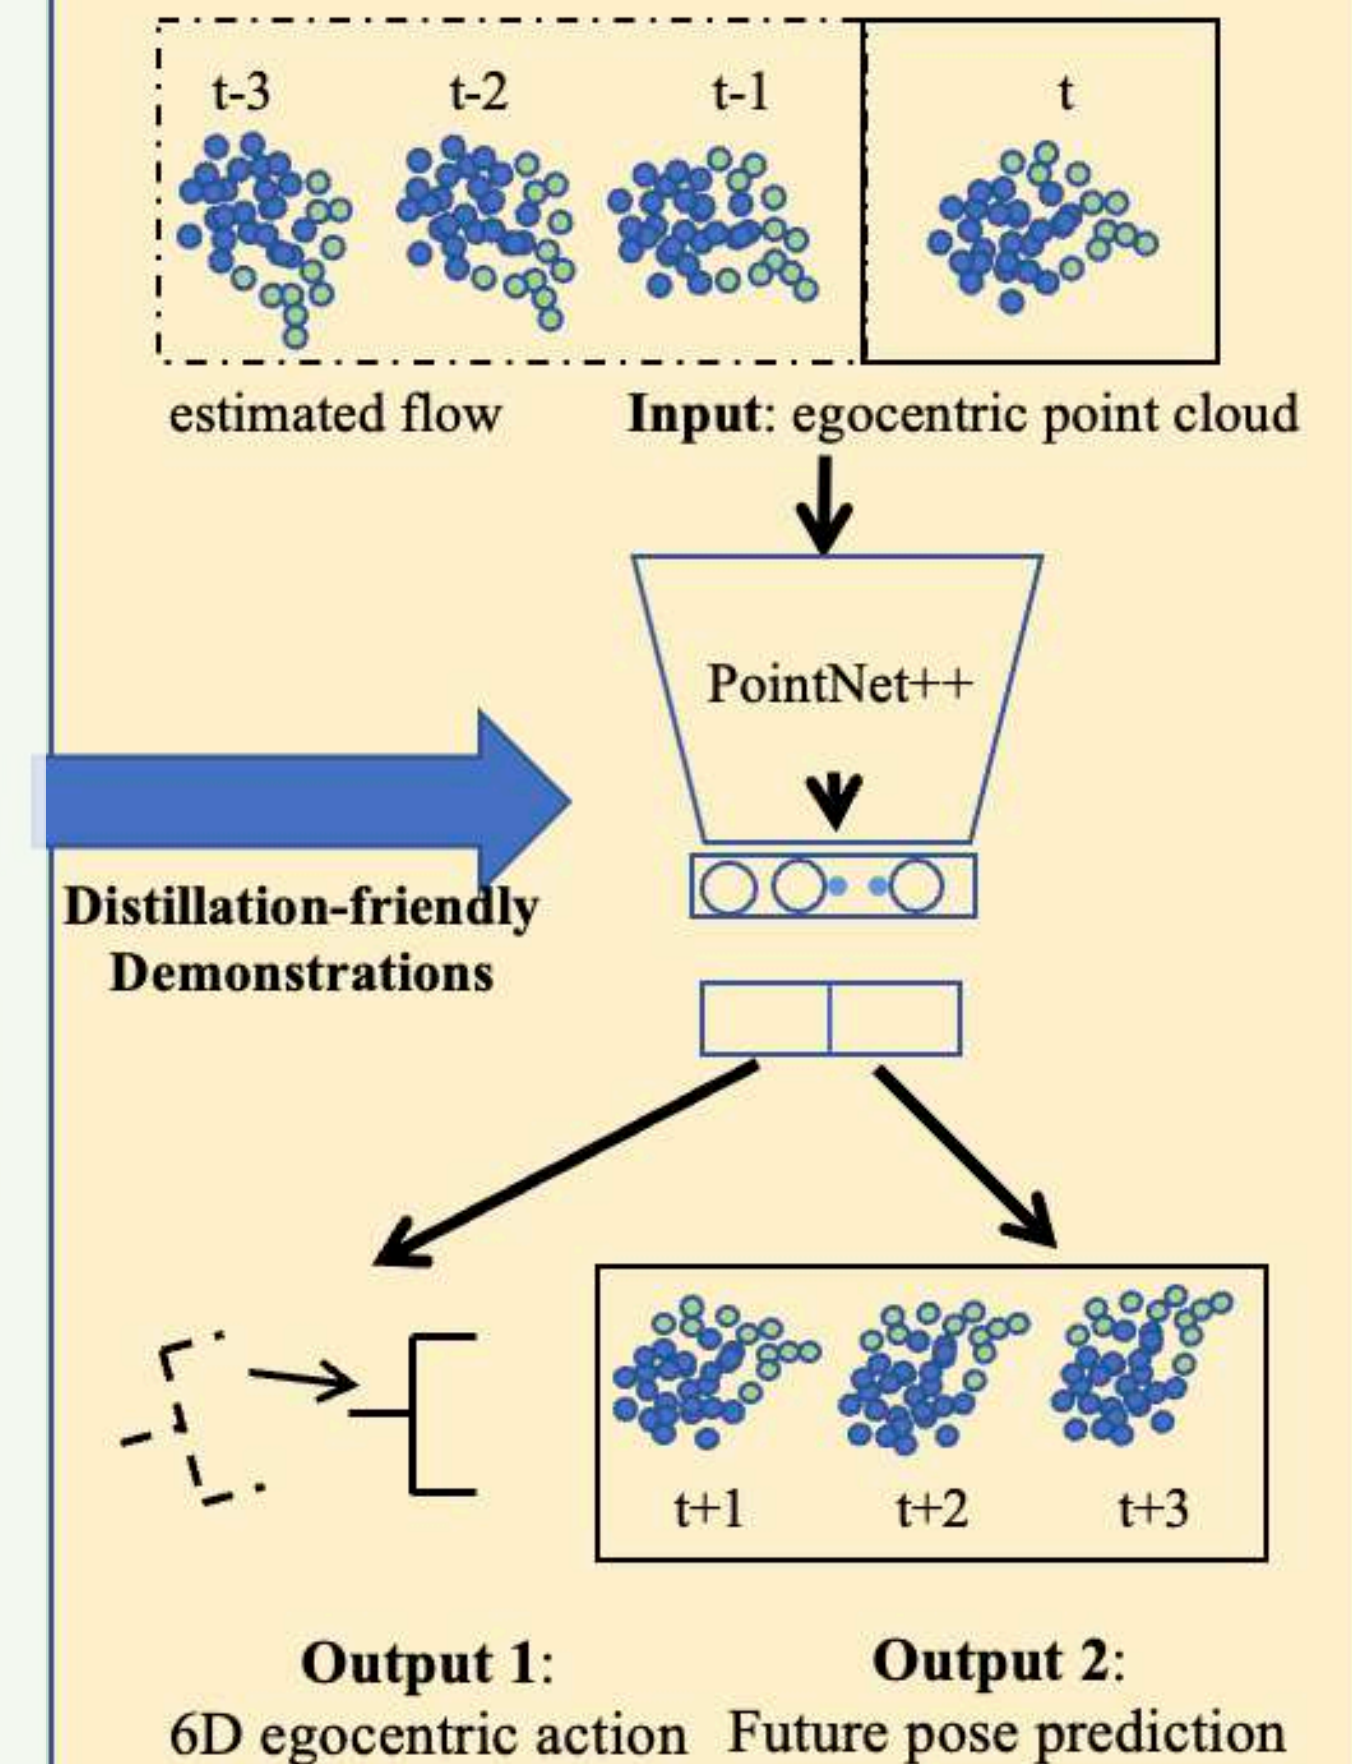 t-3 t-2 t-1 t
estimated flow Input: egocentric point cloud
PointNet++
Distillation-friendly
Demonstrations
t+1 t+2 t+3
Output 1: Output 2:
6D egocentric action Future pose prediction